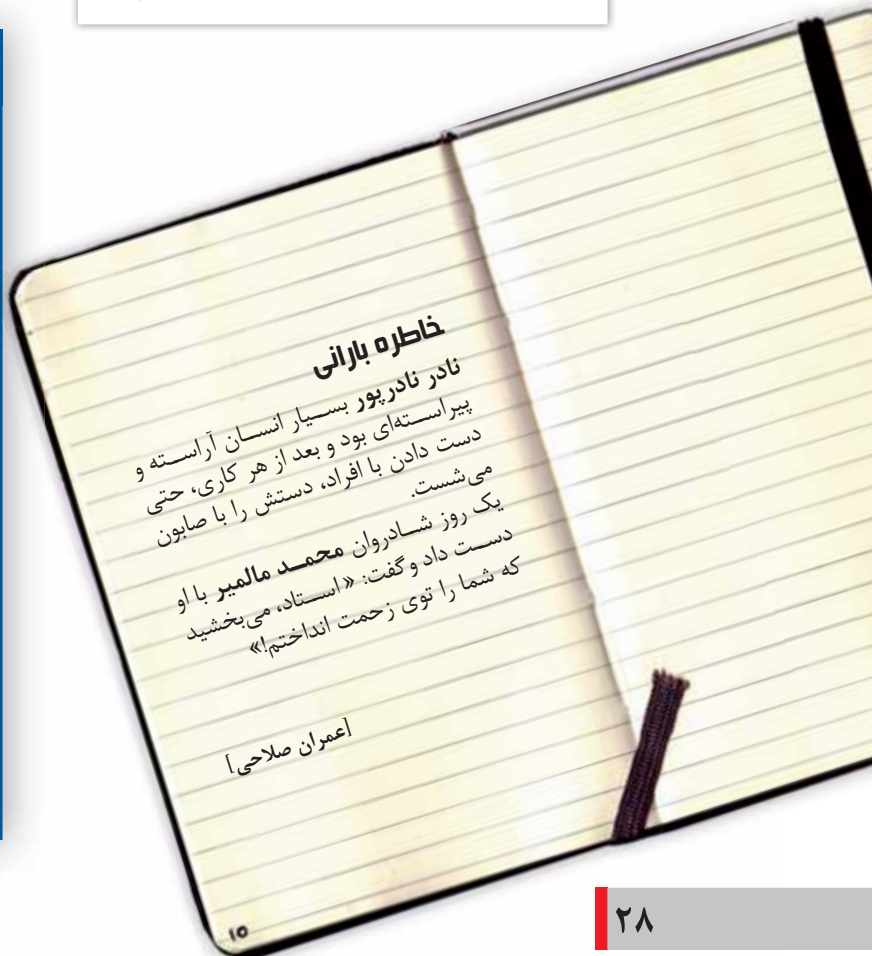 خاطره بارانی
نادر نادرپور بسیار انسان آراسته و
پیراسته‌ای بود و بعد از هر کاری، حتی
دست دادن با افراد، دستش را با صابون
می‌شست.
یک روز شادروان محمد مالمیر با او
دست داد و گفت: «استاد، می‌بخشید
که شما را توی زحمت انداختم!»
[عمران صلاحی]
۱۵
۲۸